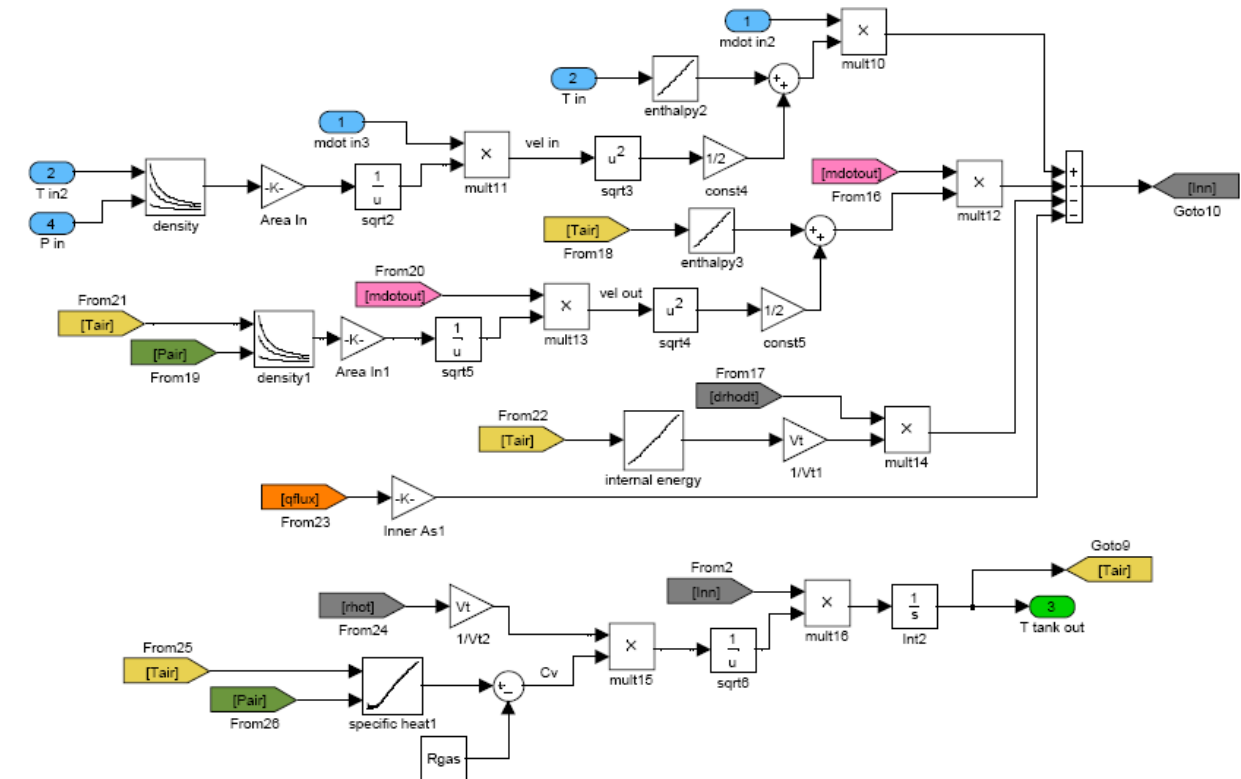 1
mdot in2
×
mult10
2
T in
enthalpy2
+
+
1
mdot in3
×
mult11
vel in
u²
sqrt3
1/2
const4
2
T in2
4
P in
density
-K-
Area In
1
u
sqrt2
[mdotout]
From16
×
mult12
+
−
−
−
[Inn]
Goto10
[Tair]
From18
enthalpy3
+
+
From20
[mdotout]
×
mult13
vel out
u²
sqrt4
1/2
const5
From21
[Tair]
[Pair]
From19
density1
-K-
Area In1
1
u
sqrt5
From17
[drhodt]
From22
[Tair]
internal energy
Vt
1/Vt1
×
mult14
[qflux]
From23
-K-
Inner As1
Goto9
[Tair]
From2
[Inn]
×
mult16
1
s
Int2
3
T tank out
[rhot]
From24
Vt
1/Vt2
×
mult15
1
u
sqrt6
From25
[Tair]
[Pair]
From26
specific heat1
+
−
Cv
Rgas